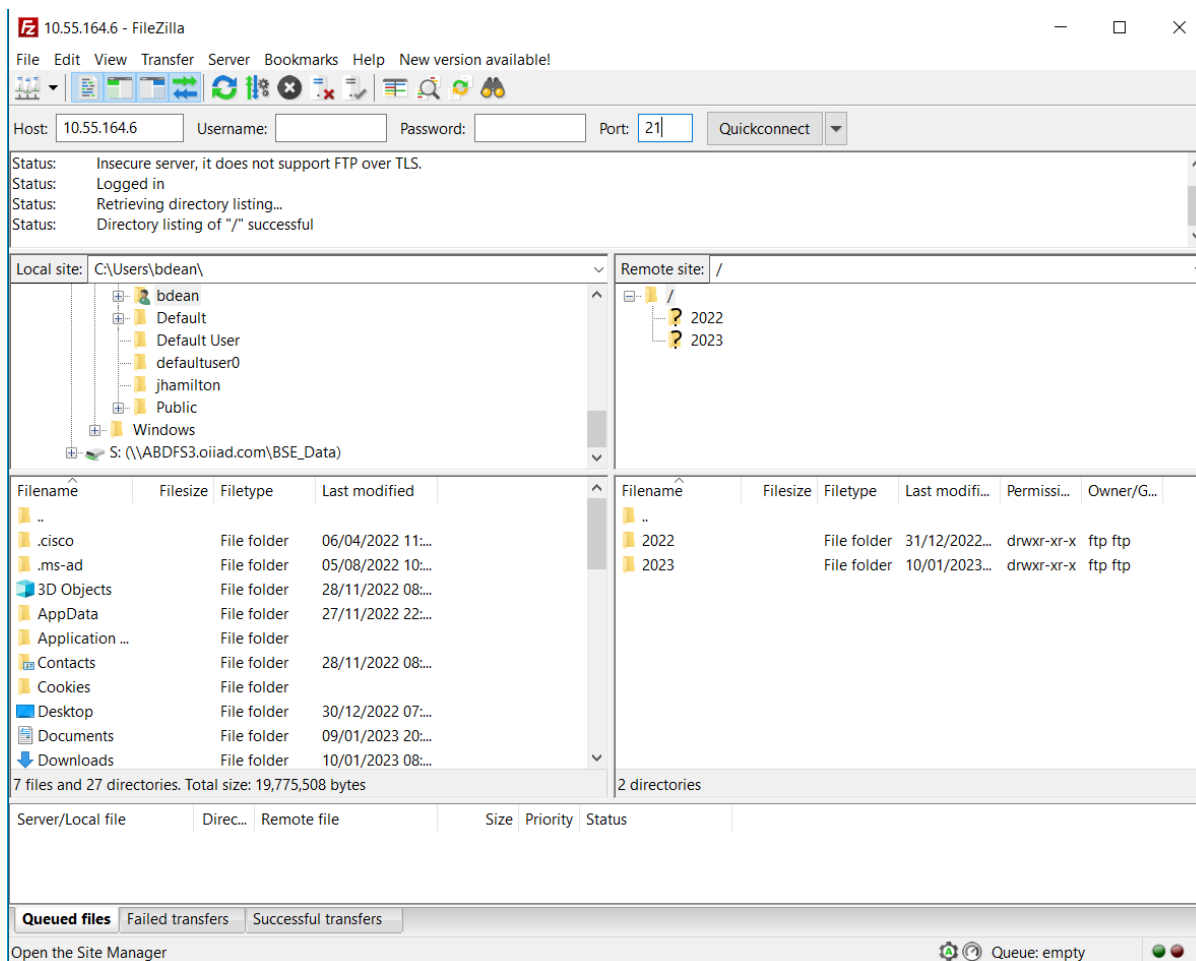 10.55.164.6 - FileZilla
File Edit View Transfer Server Bookmarks Help New version available!
Host: 10.55.164.6 Username: Password: Port: 21 Quickconnect
Status: Insecure server, it does not support FTP over TLS.
Status: Logged in
Status: Retrieving directory listing...
Status: Directory listing of "/" successful
Local site: C:\Users\bdean\
bdean
Default
Default User
defaultuser0
jhamilton
Public
Windows
S: (\\ABDFS3.oiiad.com\BSE_Data)
Remote site: /
/
2022
2023
Filename Filesize Filetype Last modified
..
.cisco File folder 06/04/2022 11:...
.ms-ad File folder 05/08/2022 10:...
3D Objects File folder 28/11/2022 08:...
AppData File folder 27/11/2022 22:...
Application ... File folder
Contacts File folder 28/11/2022 08:...
Cookies File folder
Desktop File folder 30/12/2022 07:...
Documents File folder 09/01/2023 20:...
Downloads File folder 10/01/2023 08:...
7 files and 27 directories. Total size: 19,775,508 bytes
Filename Filesize Filetype Last modifi... Permissi... Owner/G...
..
2022 File folder 31/12/2022... drwxr-xr-x ftp ftp
2023 File folder 10/01/2023... drwxr-xr-x ftp ftp
2 directories
Server/Local file Direc... Remote file Size Priority Status
Queued files Failed transfers Successful transfers
Open the Site Manager Queue: empty